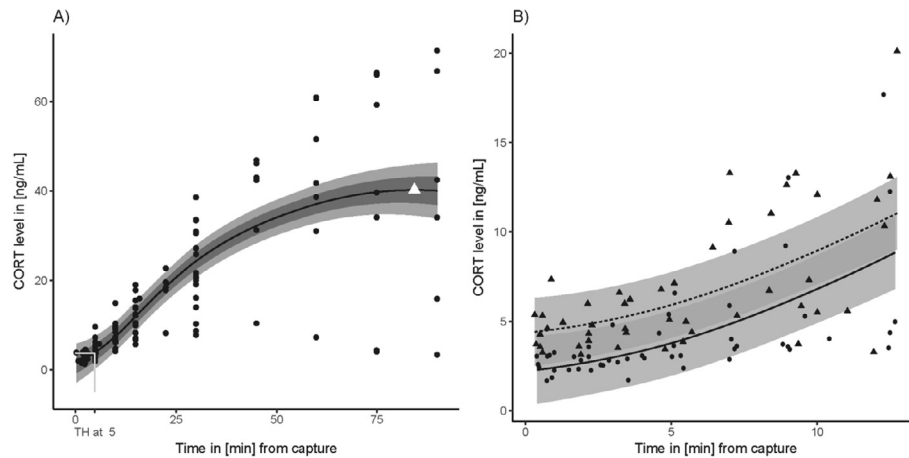 A)
CORT level in [ng/mL]
60
40
20
0
0
25
50
75
TH at 5
Time in [min] from capture
B)
CORT level in [ng/mL]
20
15
10
5
0
0
5
10
Time in [min] from capture